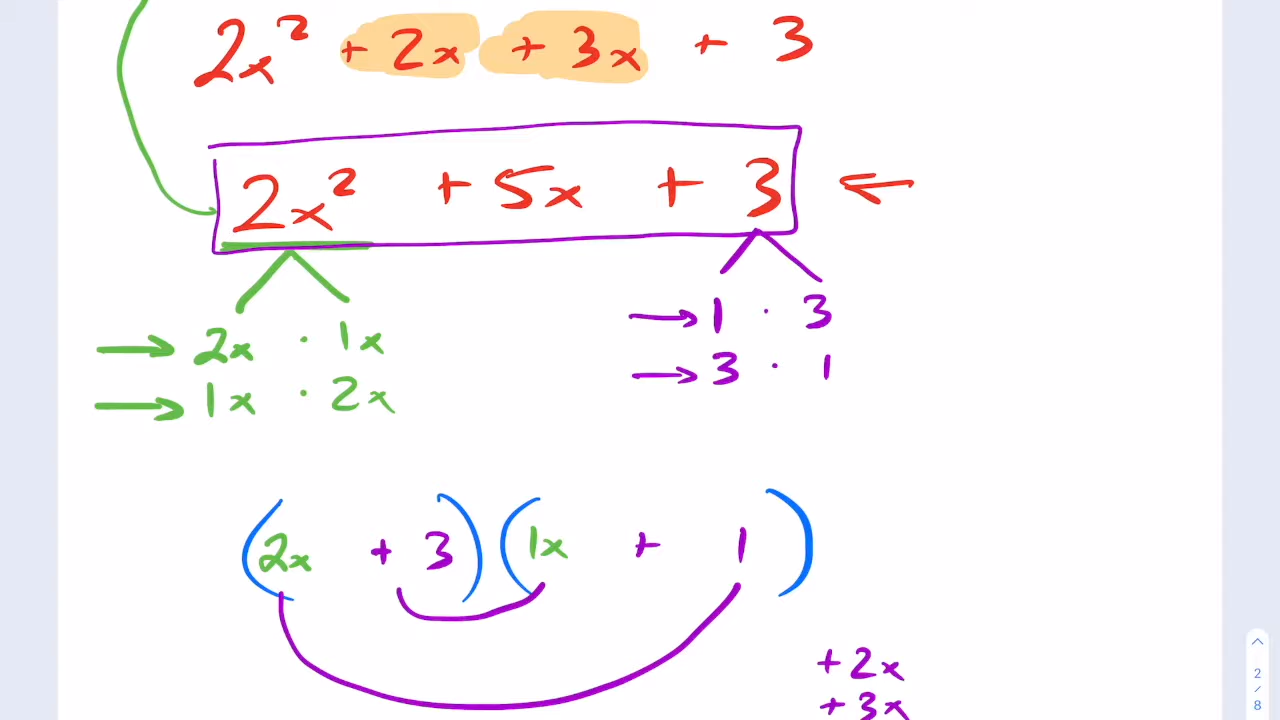 2x² + 2x + 3x + 3
2x² + 5x + 3 ←
→ 2x · 1x
→ 1x · 2x
→ 1 · 3
→ 3 · 1
(2x + 3)(1x + 1)
+ 2x
+ 3x
2
/
8